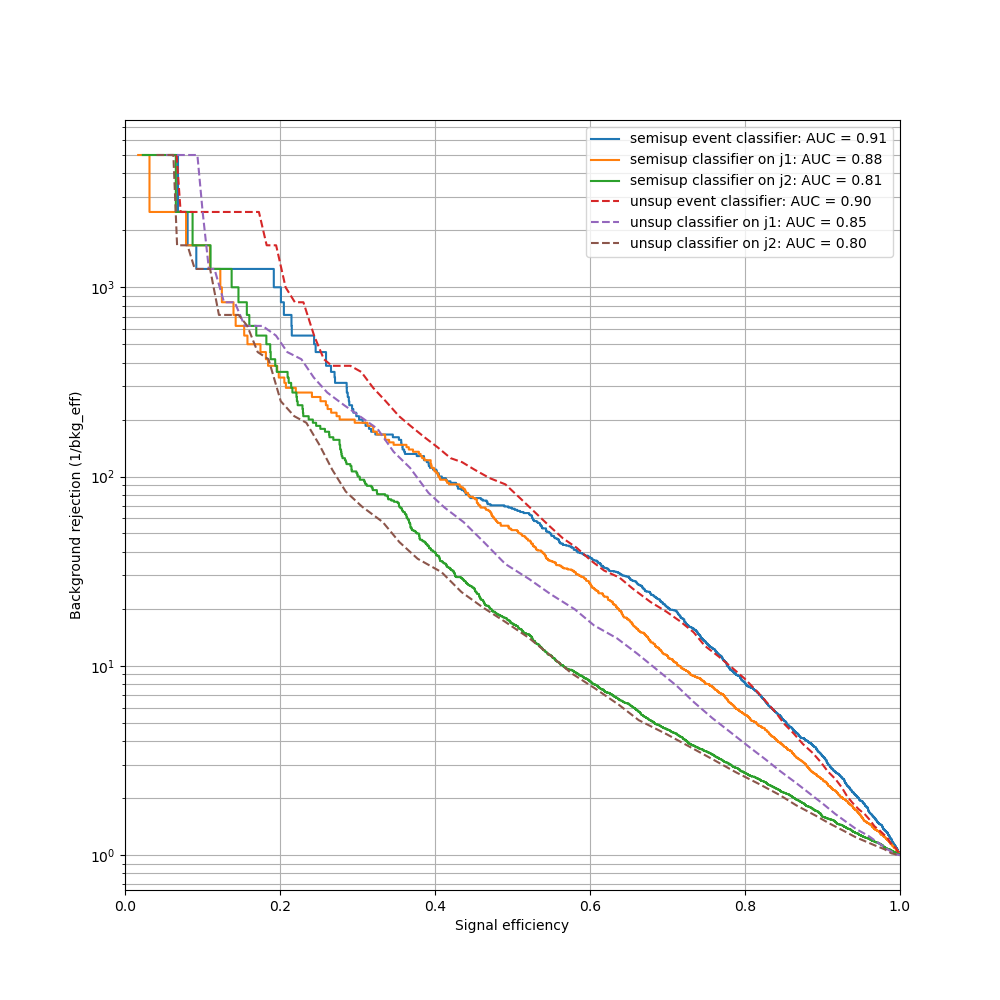 semisup event classifier: AUC = 0.91
semisup classifier on j1: AUC = 0.88
semisup classifier on j2: AUC = 0.81
unsup event classifier: AUC = 0.90
unsup classifier on j1: AUC = 0.85
unsup classifier on j2: AUC = 0.80
Background rejection (1/bkg_eff)
10³
10²
10¹
10⁰
0.0 0.2 0.4 0.6 0.8 1.0
Signal efficiency